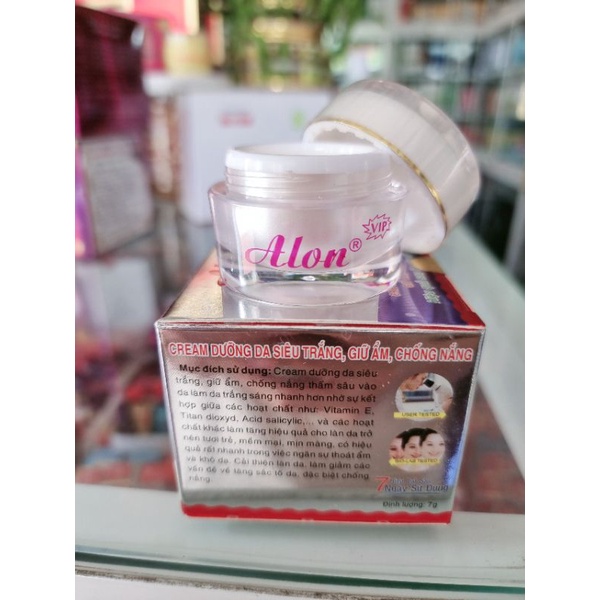 Alon®
VIP
CREAM DƯỠNG DA SIÊU TRẮNG, GIỮ ẨM, CHỐNG NẮNG
Mục đích sử dụng: Cream dưỡng da siêu
trắng, giữ ẩm, chống nắng thấm sâu vào
da làm da trắng sáng nhanh hơn nhờ sự kết
hợp giữa các hoạt chất như: Vitamin E,
Titan dioxyd, Acid salicylic,... và các hoạt
chất khác làm tăng hiệu quả cho làn da trở
nên tươi trẻ, mềm mại, mịn màng, có hiệu
quả rất nhanh trong việc ngăn sự thoát ẩm
và khô da. Cải thiện làn da, làm giảm các
vấn đề về tăng sắc tố da, đặc biệt chống
nắng.
USER TESTED
7
Ngày Sử Dụng
Định lượng: 7g